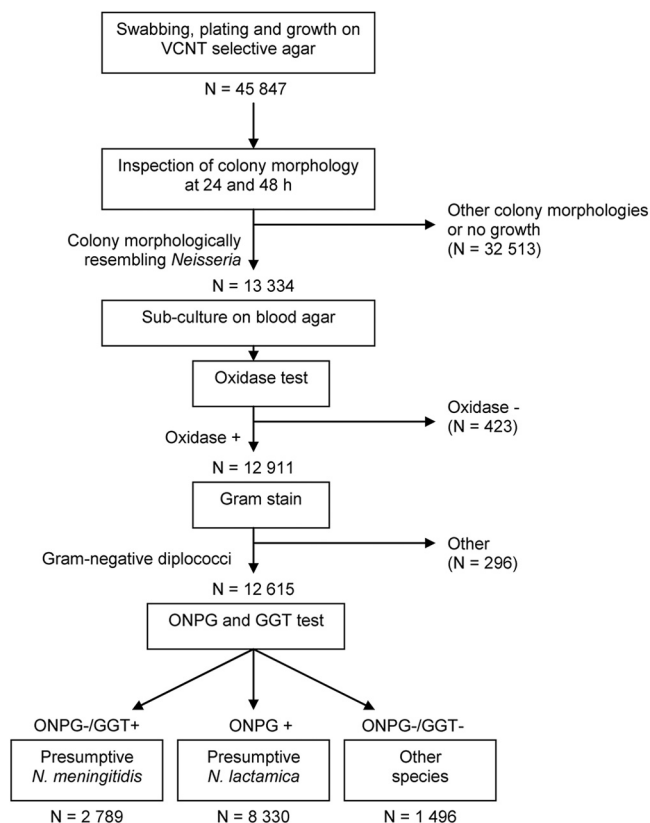 Swabbing, plating and growth on
VCNT selective agar
N = 45 847
Inspection of colony morphology
at 24 and 48 h
Other colony morphologies
or no growth
(N = 32 513)
Colony morphologically
resembling Neisseria
N = 13 334
Sub-culture on blood agar
Oxidase test
Oxidase -
(N = 423)
Oxidase +
N = 12 911
Gram stain
Other
(N = 296)
Gram-negative diplococci
N = 12 615
ONPG and GGT test
ONPG-/GGT+
ONPG +
ONPG-/GGT-
Presumptive
N. meningitidis
Presumptive
N. lactamica
Other
species
N = 2 789
N = 8 330
N = 1 496